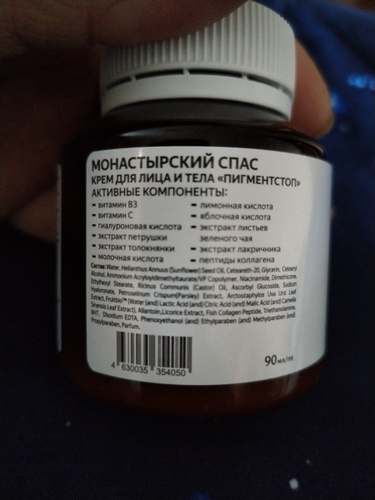 МОНАСТЫРСКИЙ СПАС
КРЕМ ДЛЯ ЛИЦА И ТЕЛА «ПИГМЕНТСТОП»
АКТИВНЫЕ КОМПОНЕНТЫ:
- витамин В3
- витамин С
- гиалуроновая кислота
- экстракт петрушки
- экстракт толокнянки
- молочная кислота
- лимонная кислота
- яблочная кислота
- экстракт листьев
зеленого чая
- экстракт лакричника
- пептиды коллагена
Состав: Water, Helianthus Annuus (Sunflower) Seed Oil, Ceteareth-20, Glycerin, Cetearyl
Alcohol, Ammonium Acryloyldimethyltaurate/VP Copolymer, Niacinamide, Dimethicone,
Ethylhexyl Stearate, Ricinus Communis (Castor) Oil, Ascorbyl Glucoside, Sodium
Hyaluronate, Petroselinum Crispum(Parsley) Extract, Arctostaphylos Uva Ursi Leaf
Extract, (Water (and) Lactic Acid (and) Citric Acid (and) Malic Acid (and) Camellia
Sinensis Leaf Extract), Allantoin,Licorice Extract, Fish Collagen Peptide, Triethanolamine,
BHT, Disodium EDTA, Phenoxyethanol (and) Ethylparaben (and) Methylparaben (and)
Propylparaben, Parfum.
4 630035 354050
90 мл/ml